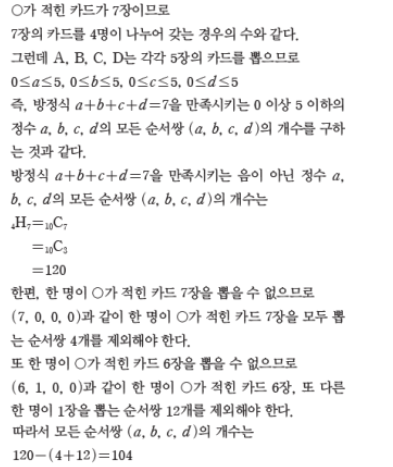 ○가 적힌 카드가 7장이므로
7장의 카드를 4명이 나누어 갖는 경우의 수와 같다.
그런데 A, B, C, D는 각각 5장의 카드를 뽑으므로
0≤a≤5, 0≤b≤5, 0≤c≤5, 0≤d≤5
즉, 방정식 a+b+c+d=7을 만족시키는 0 이상 5 이하의
정수 a, b, c, d의 모든 순서쌍 (a, b, c, d)의 개수를 구하
는 것과 같다.
방정식 a+b+c+d=7을 만족시키는 음이 아닌 정수 a,
b, c, d의 모든 순서쌍 (a, b, c, d)의 개수는
₄H₇=₁₀C₇
=₁₀C₃
=120
한편, 한 명이 ○가 적힌 카드 7장을 뽑을 수 없으므로
(7, 0, 0, 0)과 같이 한 명이 ○가 적힌 카드 7장을 모두 뽑
는 순서쌍 4개를 제외해야 한다.
또 한 명이 ○가 적힌 카드 6장을 뽑을 수 없으므로
(6, 1, 0, 0)과 같이 한 명이 ○가 적힌 카드 6장, 또 다른
한 명이 1장을 뽑는 순서쌍 12개를 제외해야 한다.
따라서 모든 순서쌍 (a, b, c, d)의 개수는
120-(4+12)=104